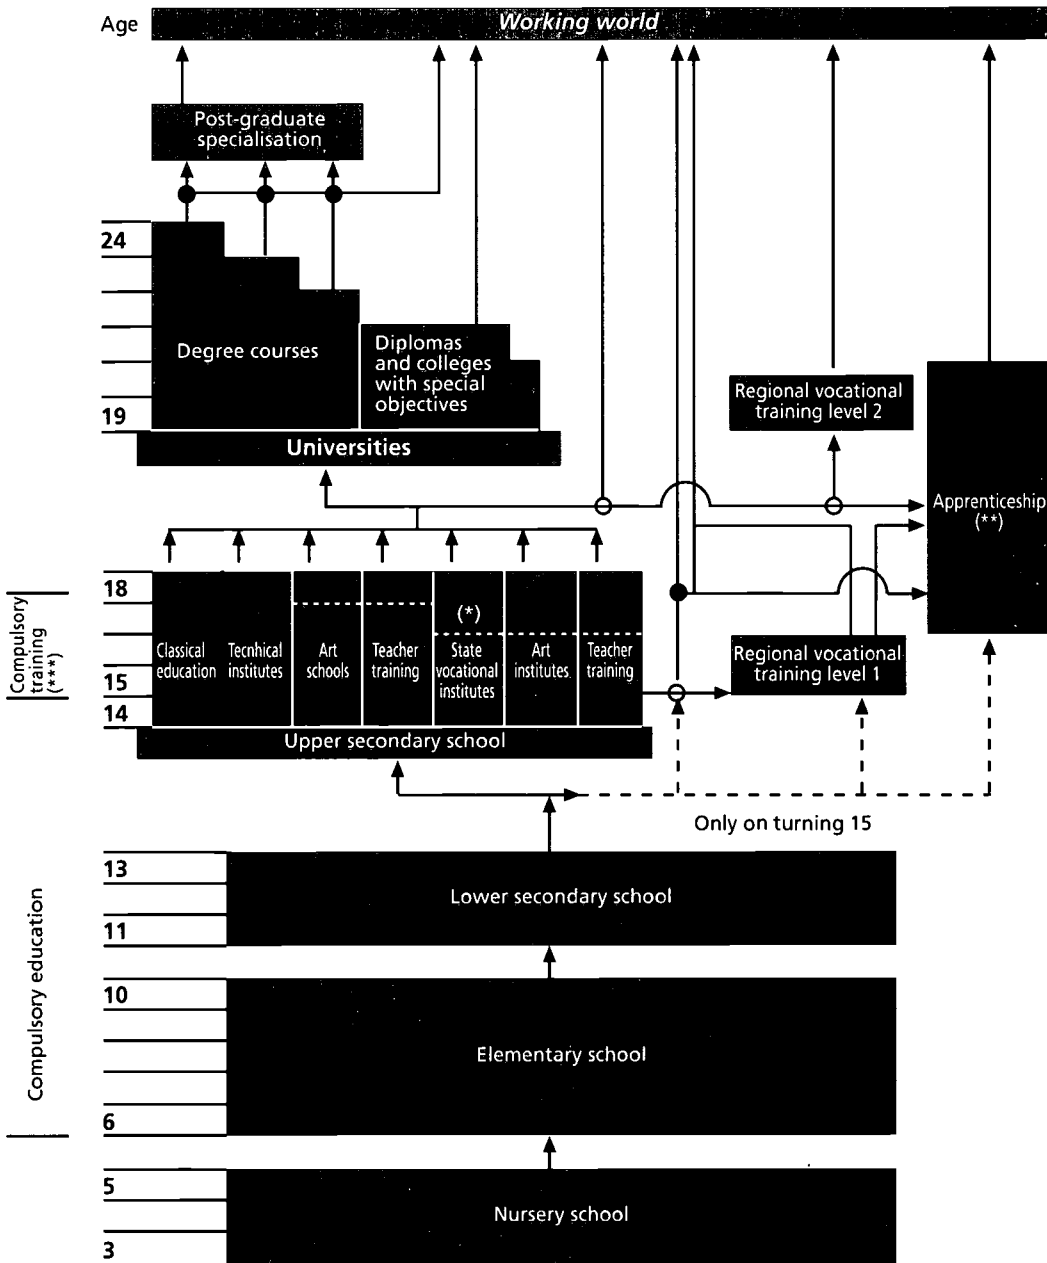 Age
Working world
Post-graduate
specialisation
24
Degree courses
Diplomas
and colleges
with special
objectives
19
Universities
Regional vocational
training level 2
Apprenticeship
(**)
18
15
14
Compulsory
training
(***)
Classical
education
Tecnhical
institutes
Art
schools
Teacher
training
(*)
State
vocational
institutes
Art
institutes
Teacher
training
Regional vocational
training level 1
Upper secondary school
Only on turning 15
Compulsory education
13
11
Lower secondary school
10
6
Elementary school
5
3
Nursery school